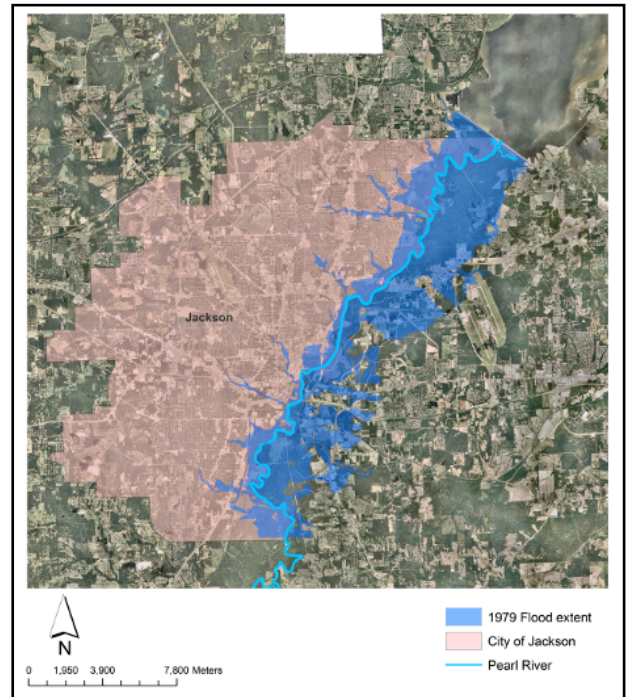 Jackson
N
0 1,950 3,900 7,800 Meters
1979 Flood extent
City of Jackson
Pearl River